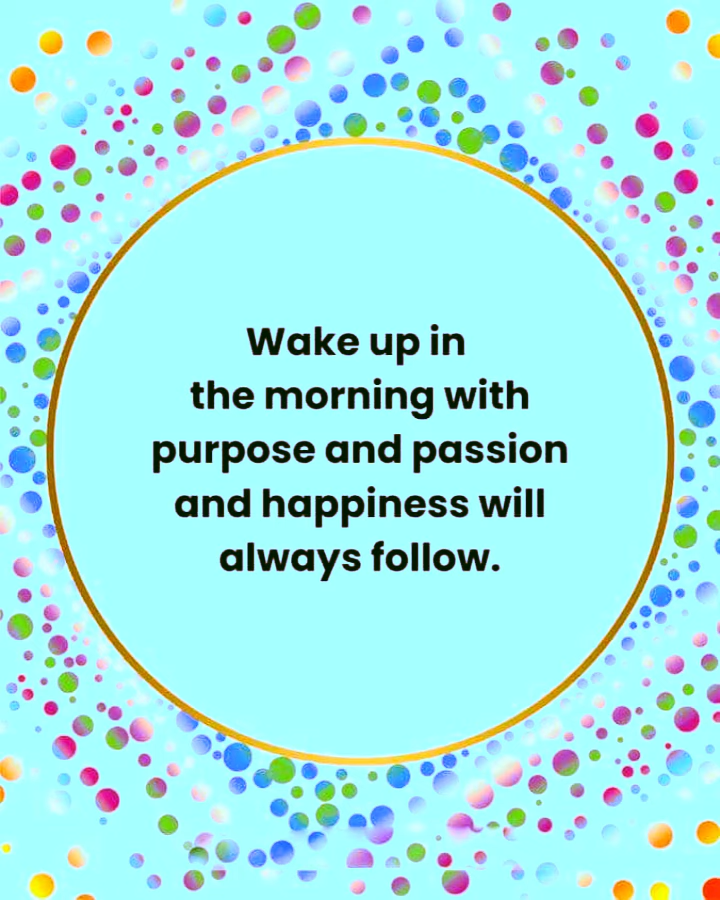 Wake up in
the morning with
purpose and passion
and happiness will
always follow.